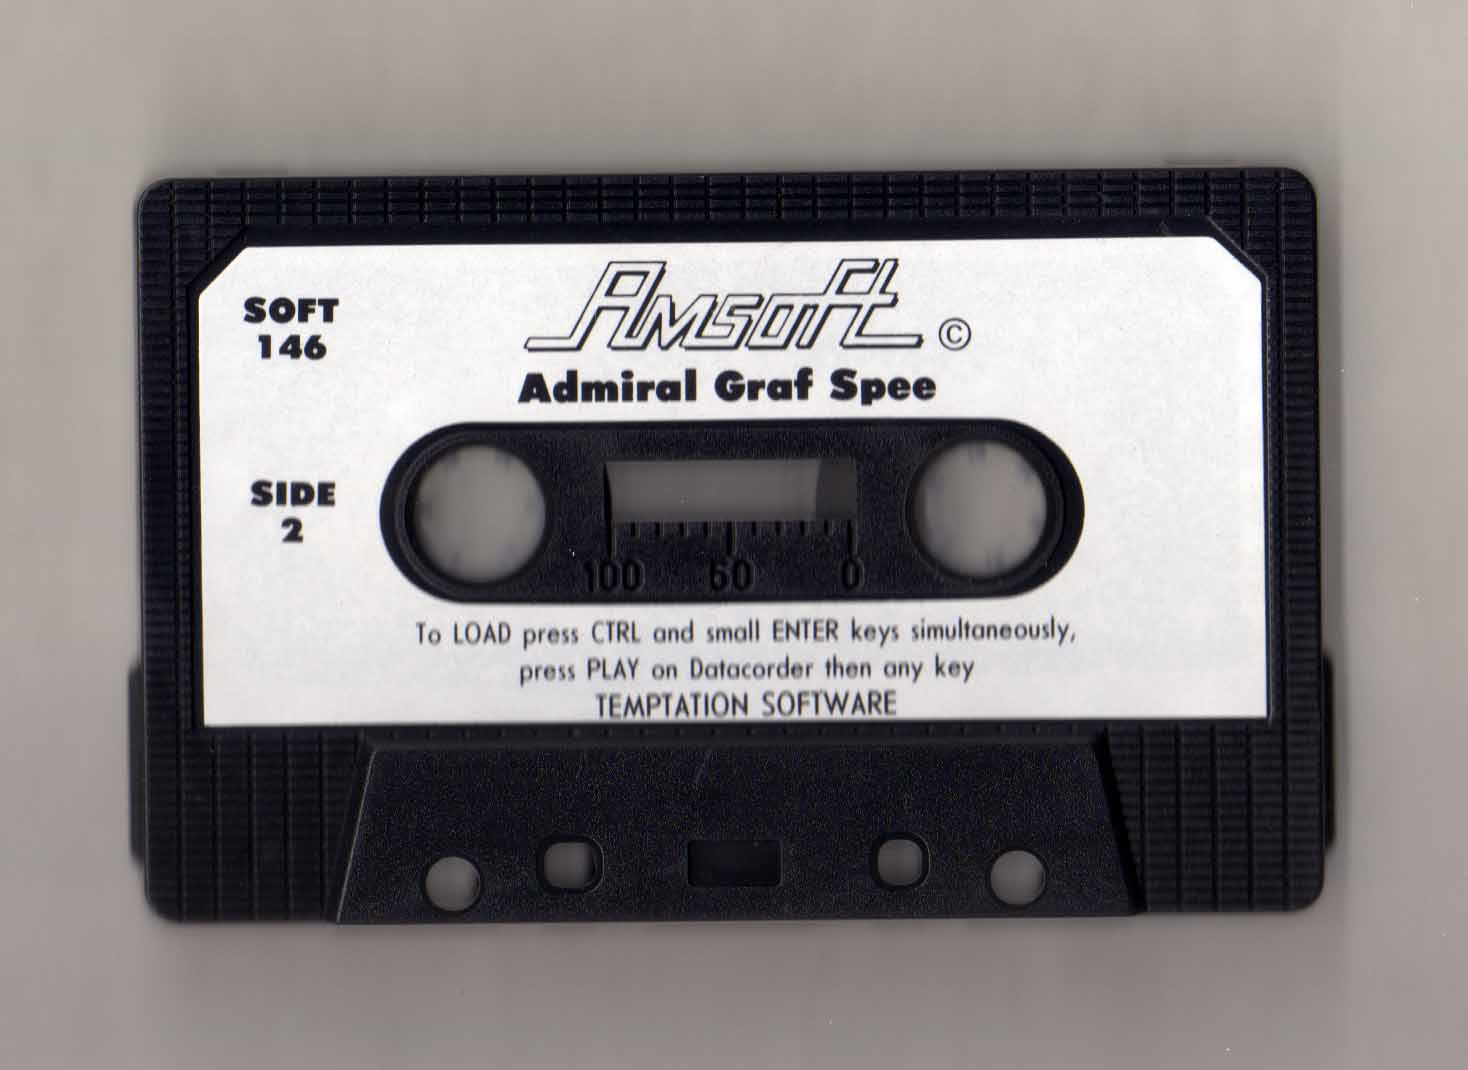 SOFT
146
Amsoft ©
Admiral Graf Spee
SIDE
2
100 50 0
To LOAD press CTRL and small ENTER keys simultaneously,
press PLAY on Datacorder then any key
TEMPTATION SOFTWARE